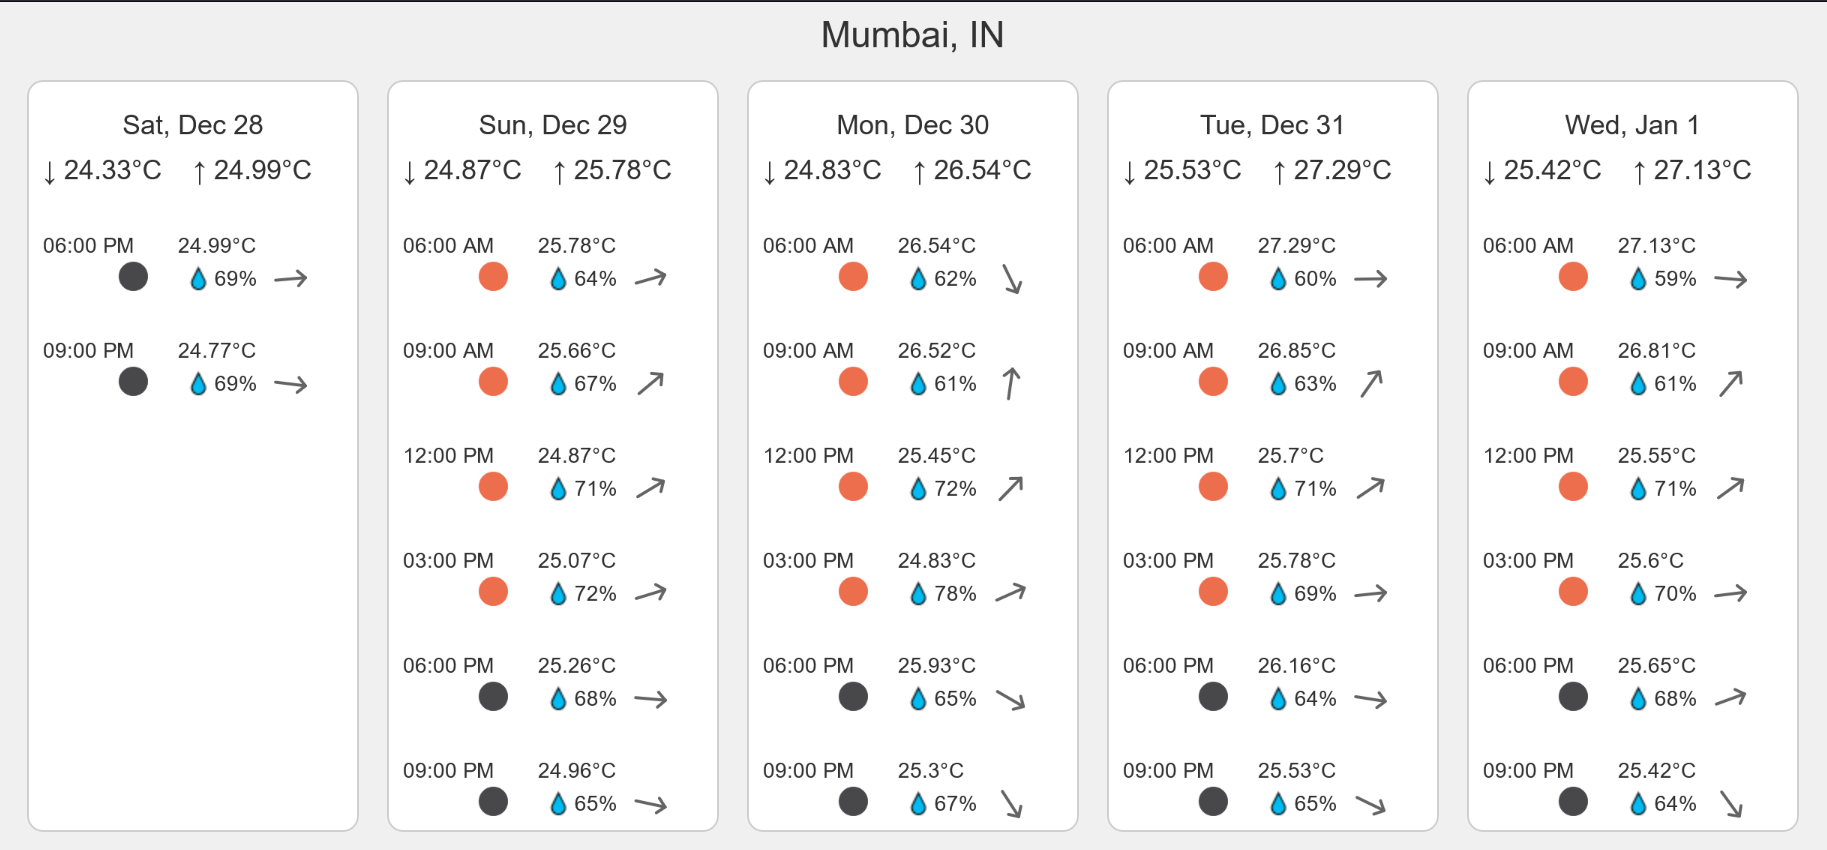 Mumbai, IN
Sat, Dec 28
↓ 24.33°C ↑ 24.99°C
06:00 PM 24.99°C
69% 
09:00 PM 24.77°C
69%
Sun, Dec 29
↓ 24.87°C ↑ 25.78°C
06:00 AM 25.78°C
64%
09:00 AM 25.66°C
67%
12:00 PM 24.87°C
71%
03:00 PM 25.07°C
72%
06:00 PM 25.26°C
68%
09:00 PM 24.96°C
65%
Mon, Dec 30
↓ 24.83°C ↑ 26.54°C
06:00 AM 26.54°C
62%
09:00 AM 26.52°C
61%
12:00 PM 25.45°C
72%
03:00 PM 24.83°C
78%
06:00 PM 25.93°C
65%
09:00 PM 25.3°C
67%
Tue, Dec 31
↓ 25.53°C ↑ 27.29°C
06:00 AM 27.29°C
60%
09:00 AM 26.85°C
63%
12:00 PM 25.7°C
71%
03:00 PM 25.78°C
69%
06:00 PM 26.16°C
64%
09:00 PM 25.53°C
65%
Wed, Jan 1
↓ 25.42°C ↑ 27.13°C
06:00 AM 27.13°C
59%
09:00 AM 26.81°C
61%
12:00 PM 25.55°C
71%
03:00 PM 25.6°C
70%
06:00 PM 25.65°C
68%
09:00 PM 25.42°C
64%